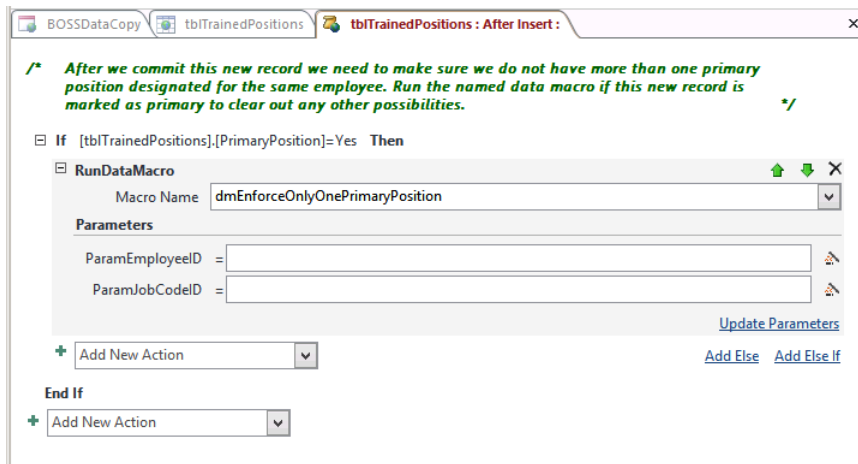 BOSSDataCopy tblTrainedPositions tblTrainedPositions : After Insert :
/* After we commit this new record we need to make sure we do not have more than one primary
position designated for the same employee. Run the named data macro if this new record is
marked as primary to clear out any other possibilities. */
If [tblTrainedPositions].[PrimaryPosition]=Yes Then
RunDataMacro
Macro Name dmEnforceOnlyOnePrimaryPosition
Parameters
ParamEmployeeID =
ParamJobCodeID =
Update Parameters
Add New Action Add Else Add Else If
End If
Add New Action